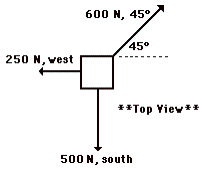 600 N, 45°
45°
250 N, west
**Top View**
500 N, south